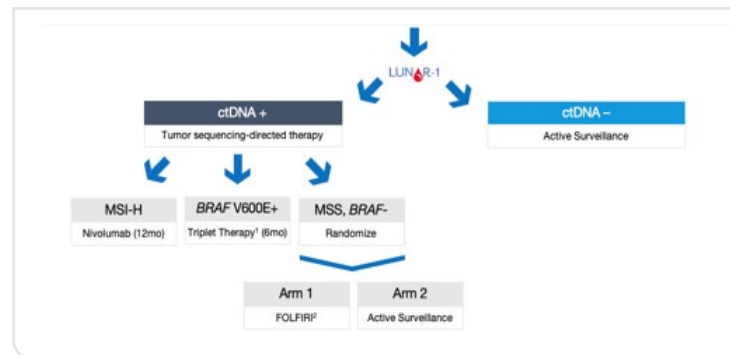 LUNAR-1
ctDNA +
Tumor sequencing-directed therapy
ctDNA –
Active Surveillance
MSI-H
Nivolumab (12mo)
BRAF V600E+
Triplet Therapy¹ (6mo)
MSS, BRAF-
Randomize
Arm 1
FOLFIRI²
Arm 2
Active Surveillance